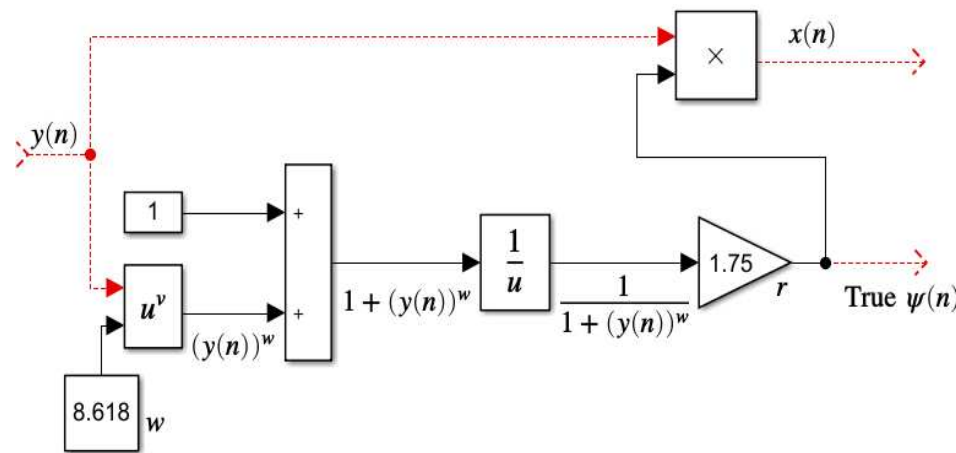 x(n)
×
y(n)
1
+
u^v
+
(y(n))^w
1 + (y(n))^w
1
u
1
1 + (y(n))^w
1.75
r
True ψ(n)
8.618
w